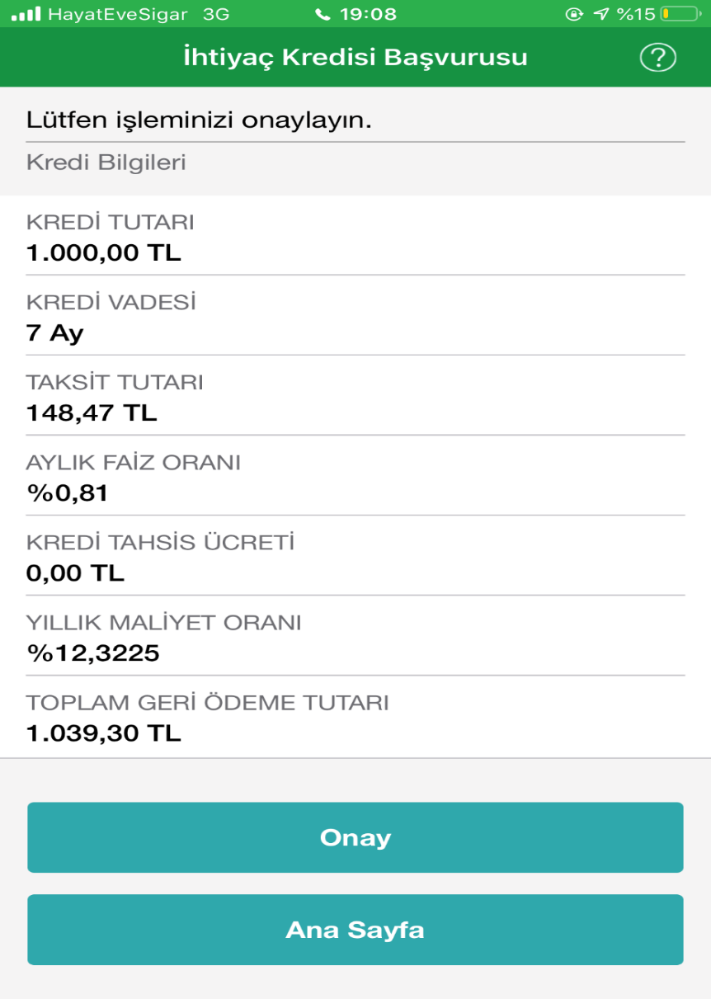 HayatEveSigar 3G 19:08 %15
İhtiyaç Kredisi Başvurusu ?
Lütfen işleminizi onaylayın.
Kredi Bilgileri
KREDİ TUTARI
1.000,00 TL
KREDİ VADESİ
7 Ay
TAKSİT TUTARI
148,47 TL
AYLIK FAİZ ORANI
%0,81
KREDİ TAHSİS ÜCRETİ
0,00 TL
YILLIK MALİYET ORANI
%12,3225
TOPLAM GERİ ÖDEME TUTARI
1.039,30 TL
Onay
Ana Sayfa